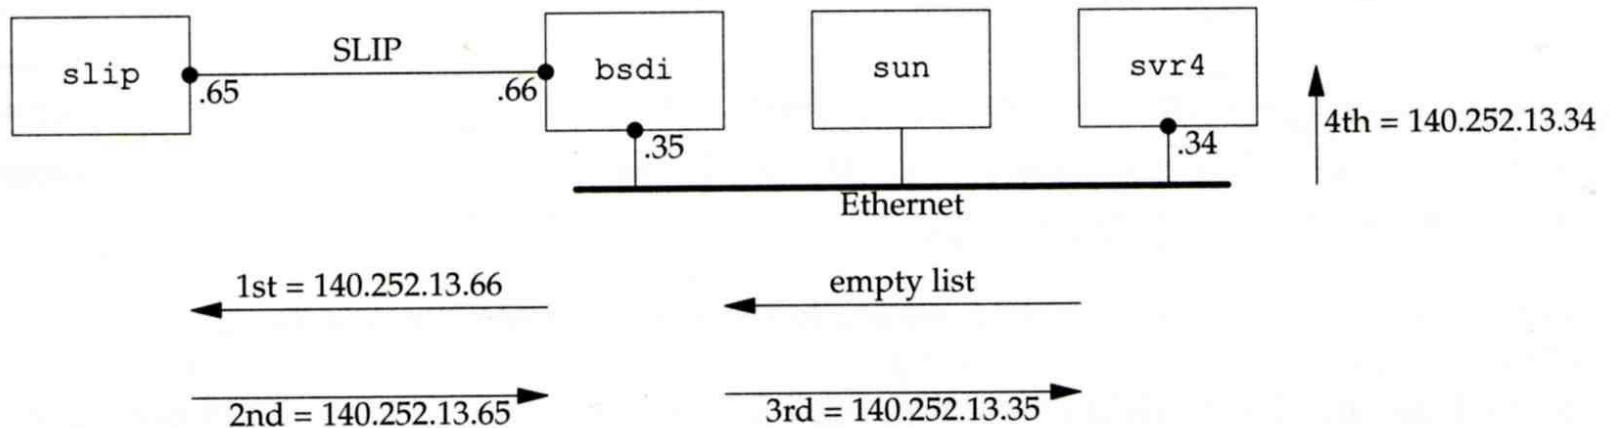 slip
SLIP
.65
.66
bsdi
.35
sun
svr4
.34
4th = 140.252.13.34
Ethernet
1st = 140.252.13.66
empty list
2nd = 140.252.13.65
3rd = 140.252.13.35